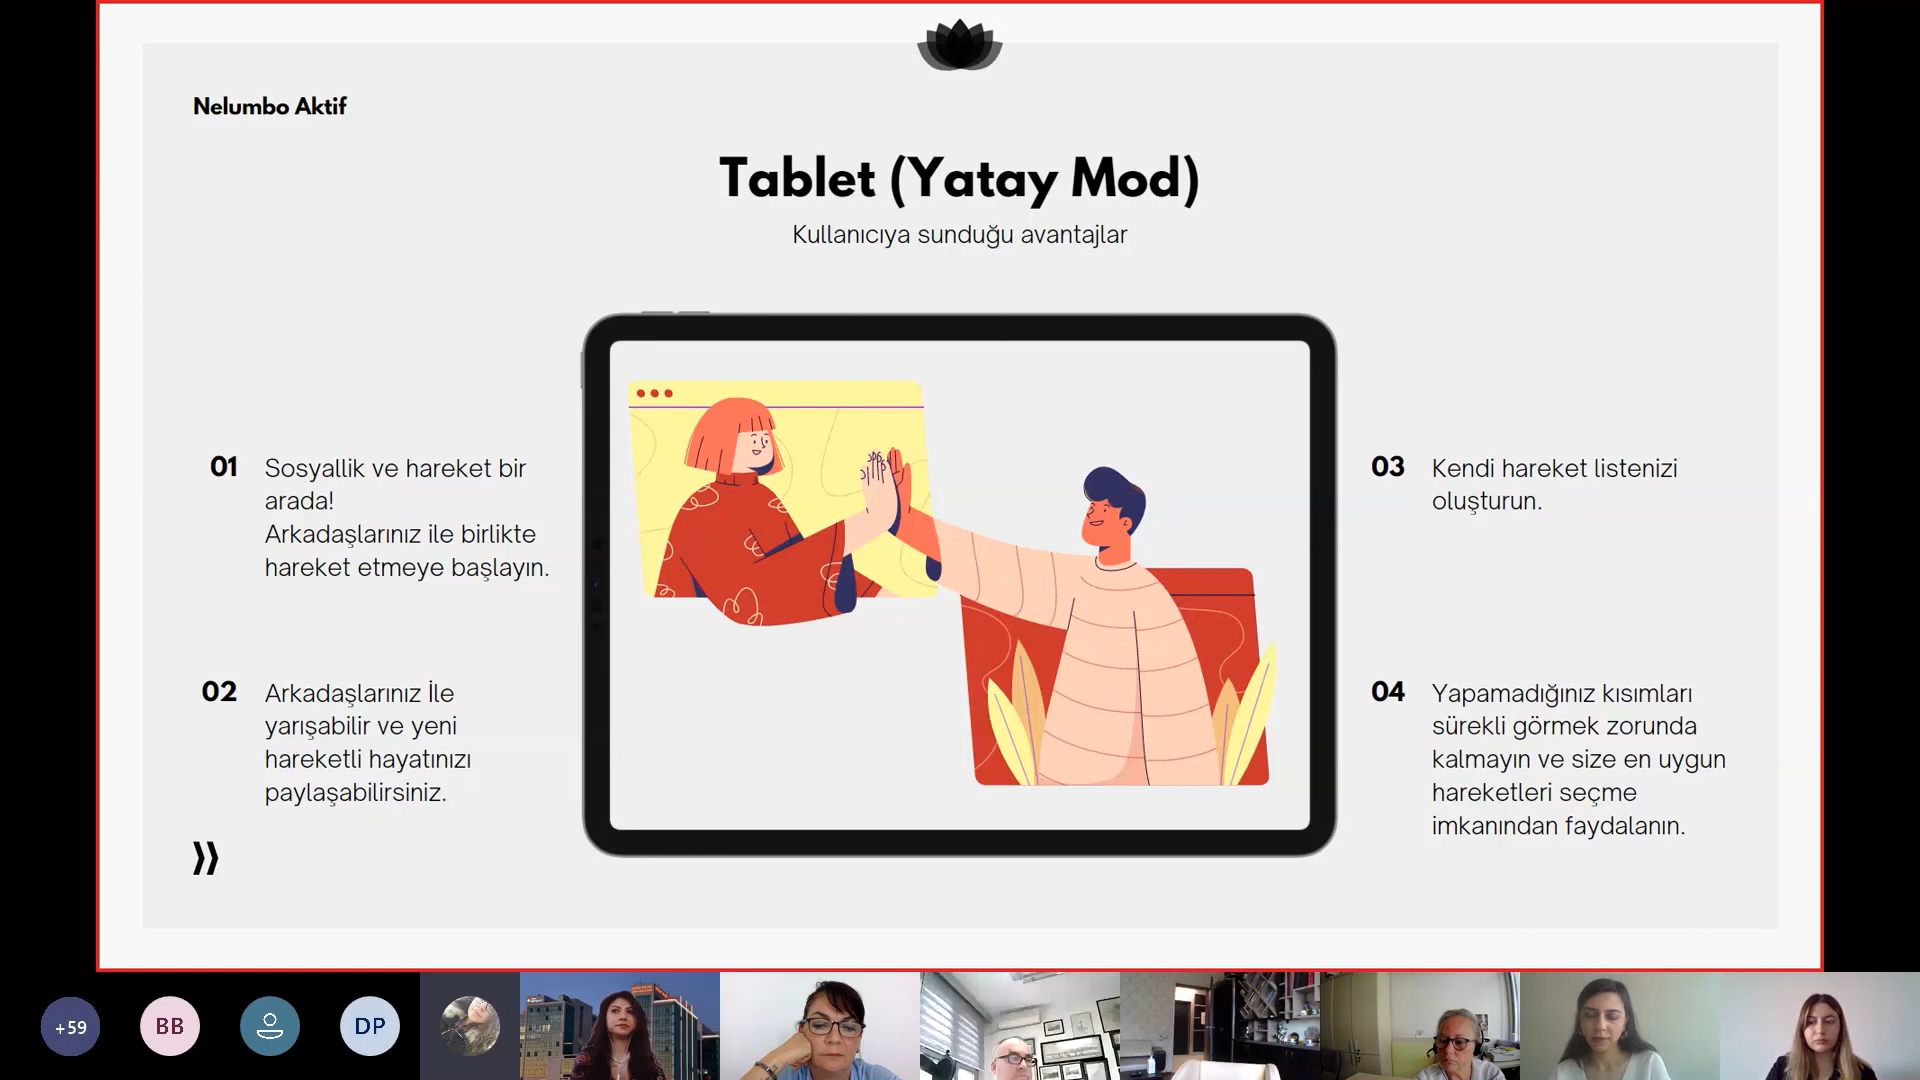 Nelumbo Aktif
Tablet (Yatay Mod)
Kullanıcıya sunduğu avantajlar
01
Sosyallik ve hareket bir
arada!
Arkadaşlarınız ile birlikte
hareket etmeye başlayın.
02
Arkadaşlarınız İle
yarışabilir ve yeni
hareketli hayatınızı
paylaşabilirsiniz.
03
Kendi hareket listenizi
oluşturun.
04
Yapamadığınız kısımları
sürekli görmek zorunda
kalmayın ve size en uygun
hareketleri seçme
imkanından faydalanın.
+59
BB
DP